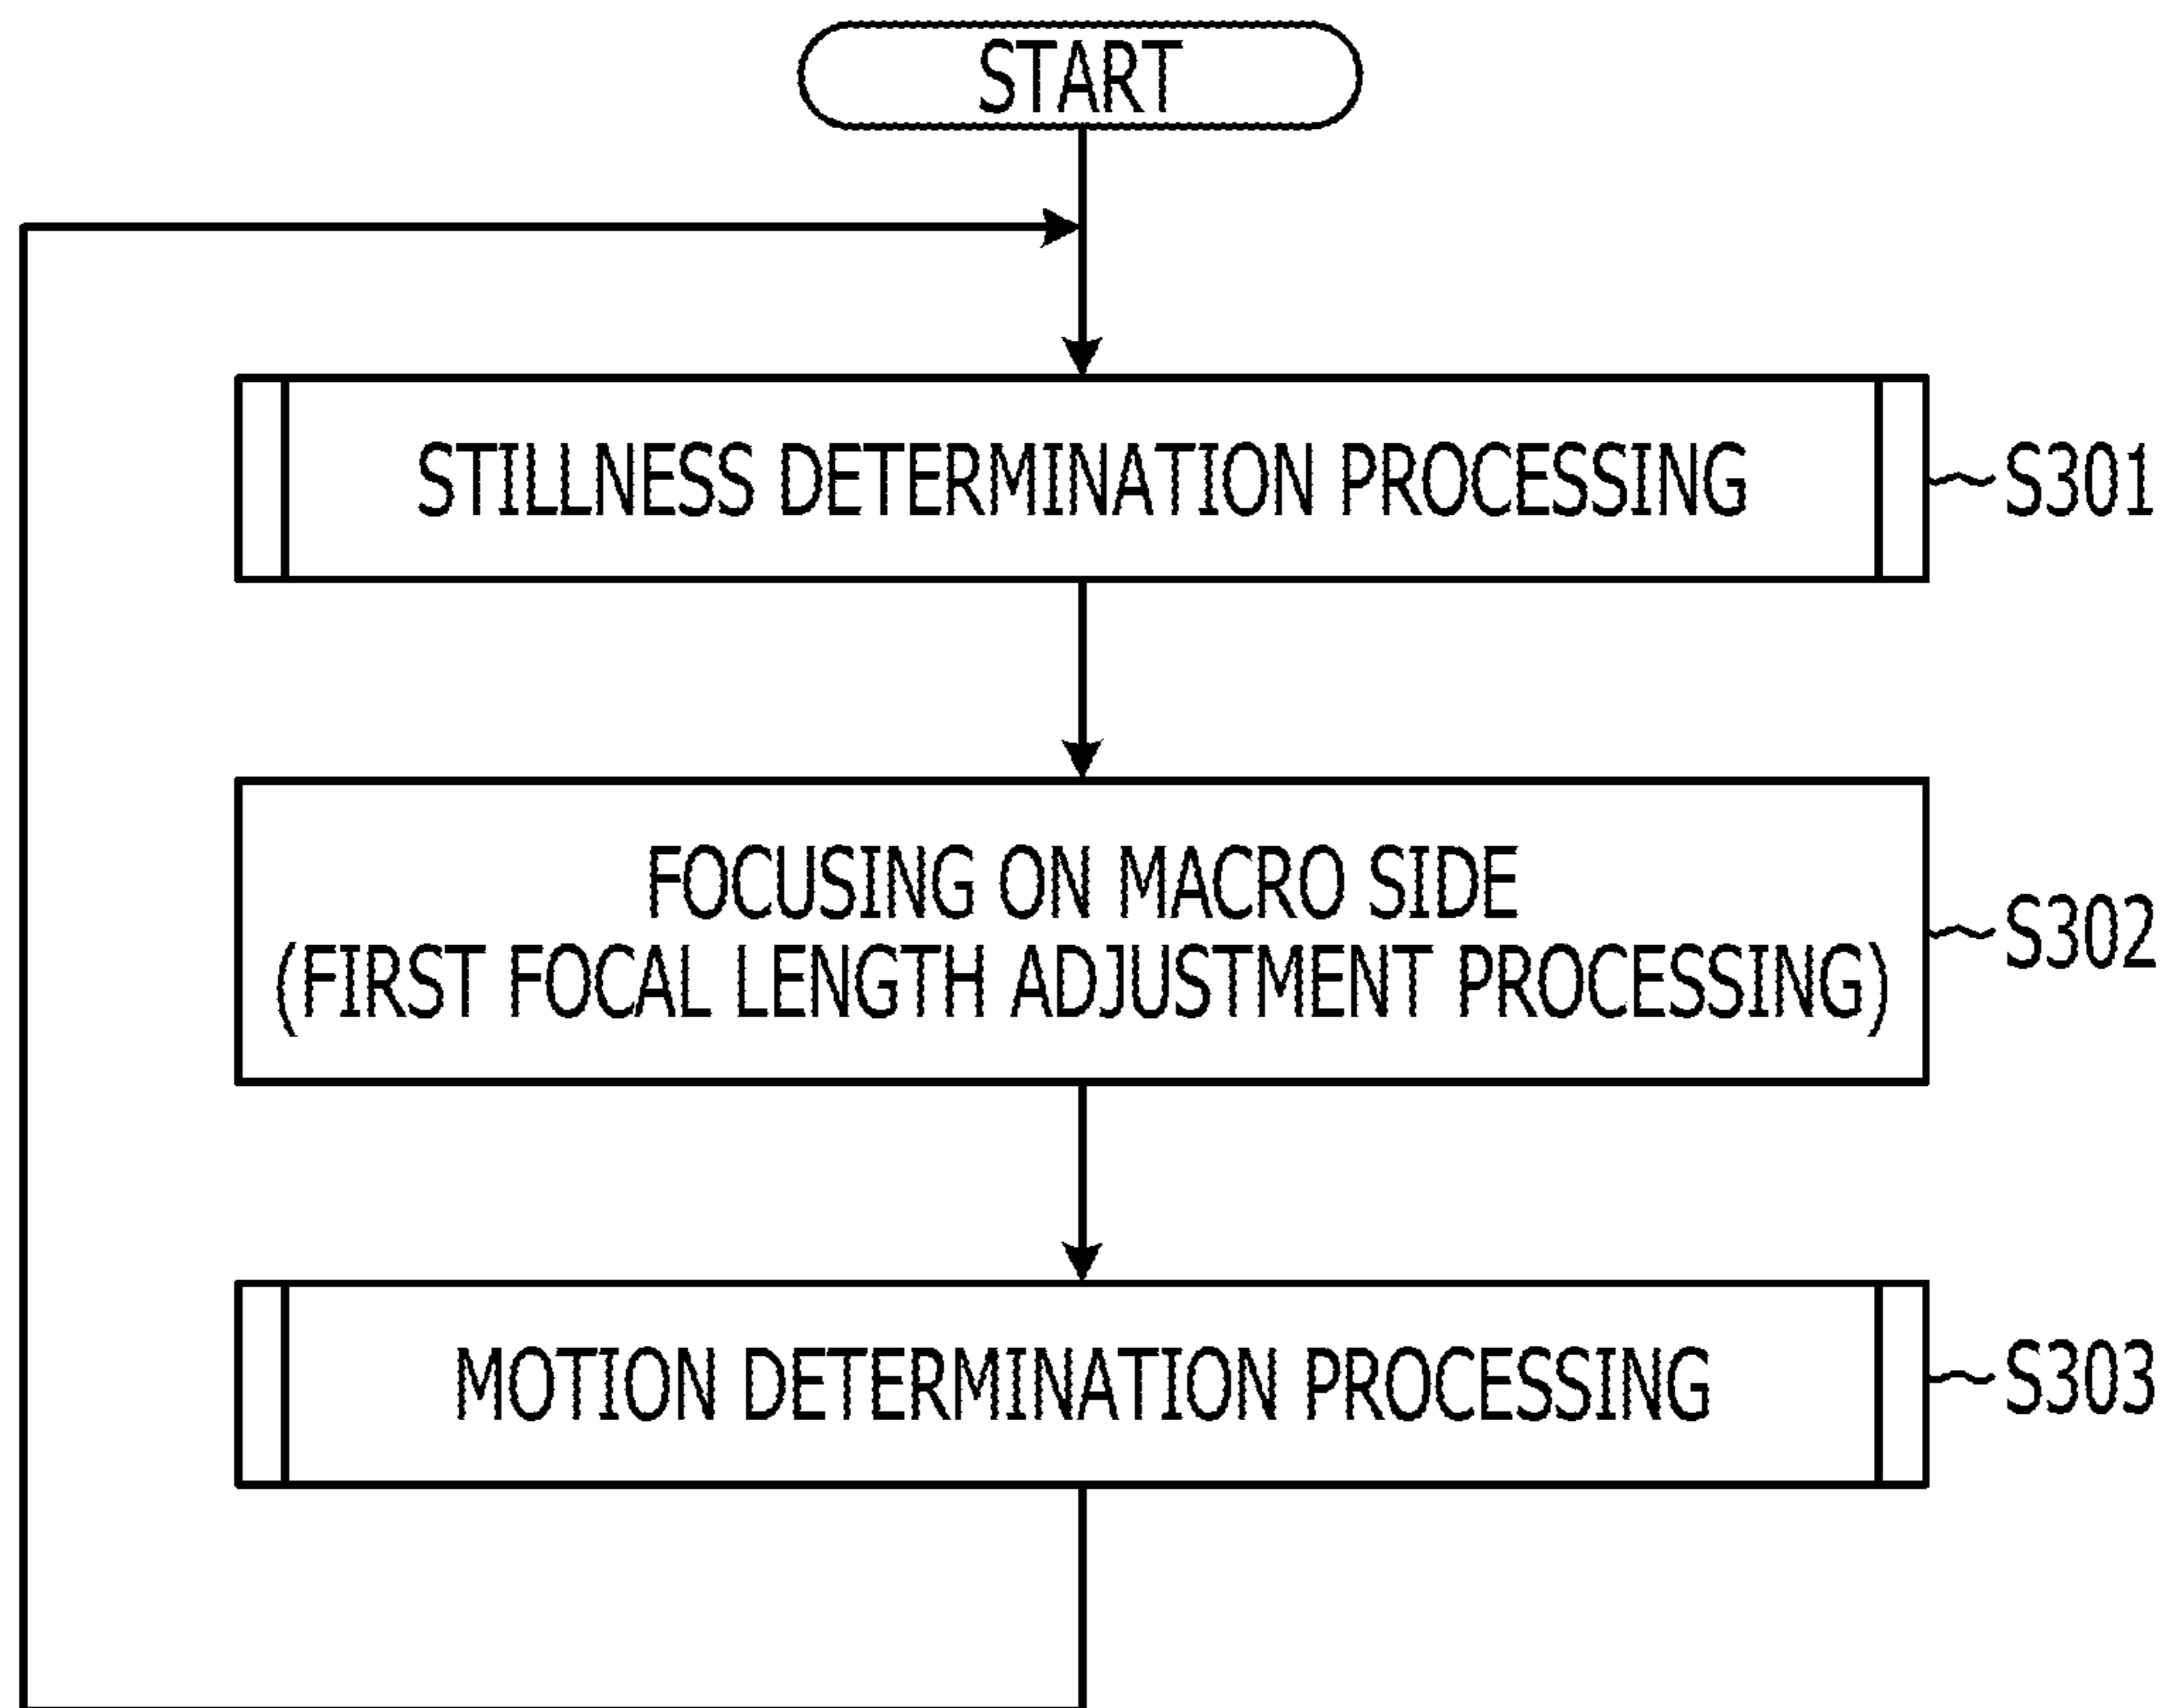 START
STILLNESS DETERMINATION PROCESSING
S301
FOCUSING ON MACRO SIDE
(FIRST FOCAL LENGTH ADJUSTMENT PROCESSING)
S302
MOTION DETERMINATION PROCESSING
S303